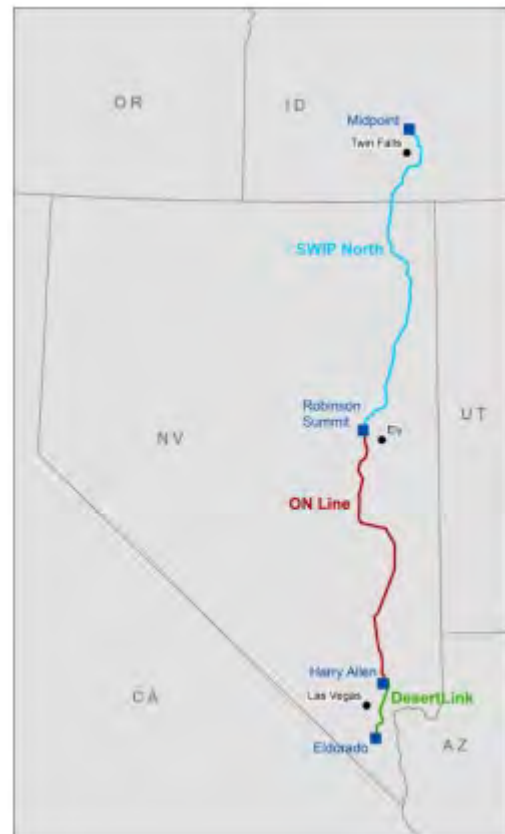 OR
ID
Midpoint
Twin Falls
SWIP North
Robinson
Summit
Ely
UT
NV
ON Line
Harry Allen
Las Vegas
DesertLink
CA
Eldorado
AZ